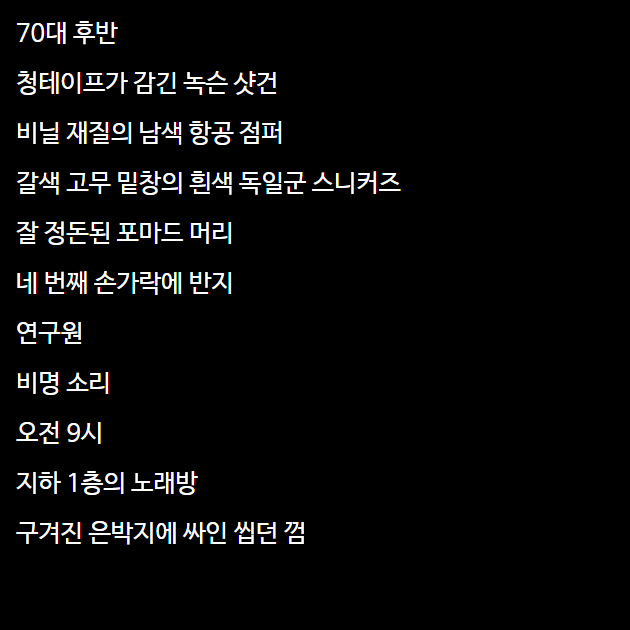 70대 후반
청테이프가 감긴 녹슨 샷건
비닐 재질의 남색 항공 점퍼
갈색 고무 밑창의 흰색 독일군 스니커즈
잘 정돈된 포마드 머리
네 번째 손가락에 반지
연구원
비명 소리
오전 9시
지하 1층의 노래방
구겨진 은박지에 싸인 씹던 껌